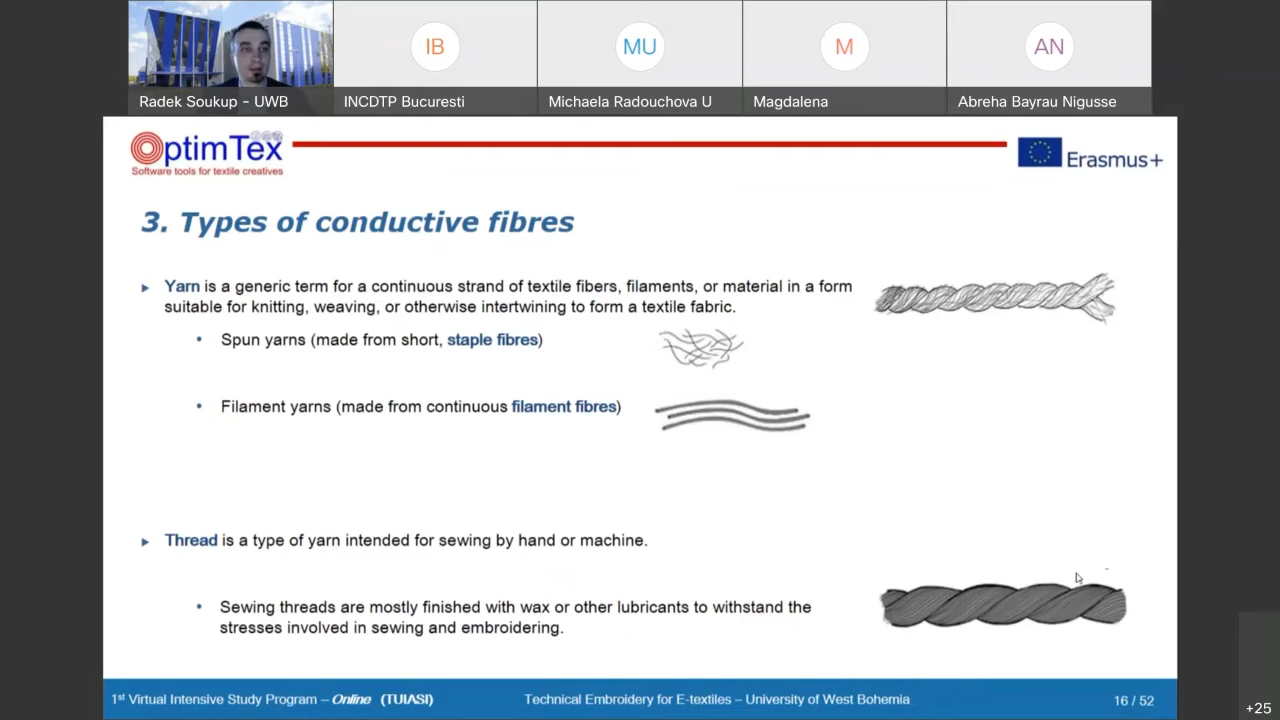 IB
MU
M
AN
Radek Soukup - UWB
INCDTP Bucuresti
Michaela Radouchova U
Magdalena
Abreha Bayrau Nigusse
OptimTex
Software tools for textile creatives
Erasmus+
3. Types of conductive fibres
Yarn is a generic term for a continuous strand of textile fibers, filaments, or material in a form
suitable for knitting, weaving, or otherwise intertwining to form a textile fabric.
• Spun yarns (made from short, staple fibres)
• Filament yarns (made from continuous filament fibres)
Thread is a type of yarn intended for sewing by hand or machine.
• Sewing threads are mostly finished with wax or other lubricants to withstand the
stresses involved in sewing and embroidering.
1st Virtual Intensive Study Program – Online (TUIASI)
Technical Embroidery for E-textiles – University of West Bohemia
16 / 52
+25